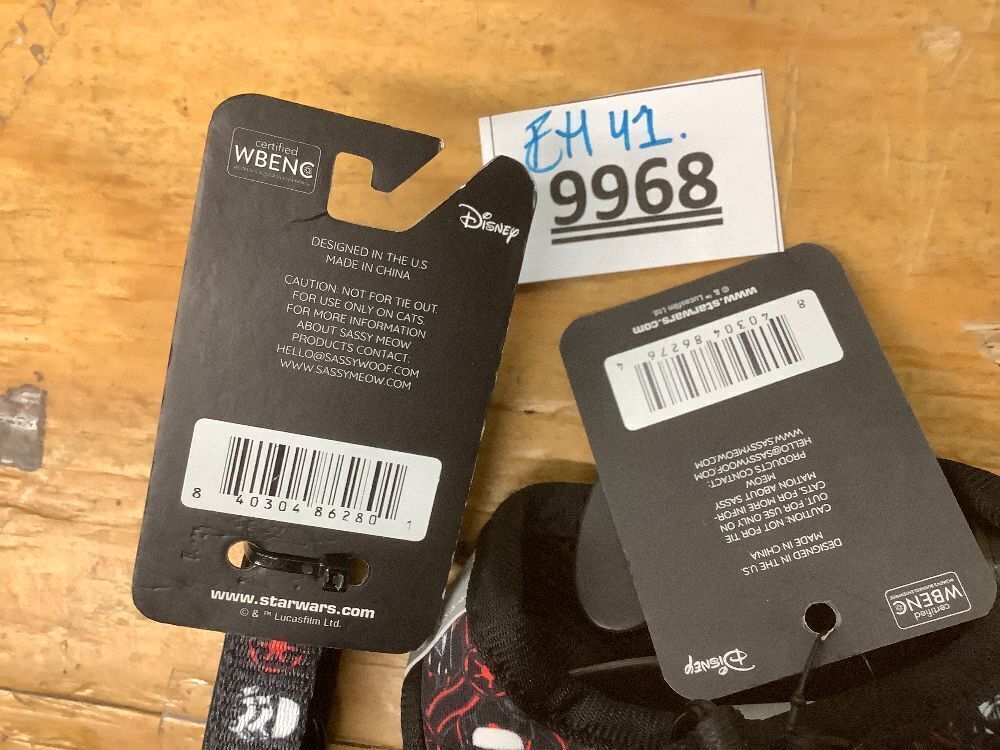 certified
WBENC
DISNEY
DESIGNED IN THE U.S
MADE IN CHINA
CAUTION: NOT FOR TIE OUT.
FOR USE ONLY ON CATS.
FOR MORE INFORMATION
ABOUT SASSY MEOW
PRODUCTS CONTACT:
HELLO@SASSYWOOF.COM
WWW.SASSYMEOW.COM
8 40304 86280 1
www.starwars.com
© & ™ Lucasfilm Ltd.
EH 41.
9968
certified
WBENC
WOMEN'S BUSINESS ENTERPRISE
DISNEY
DESIGNED IN THE U.S.
MADE IN CHINA
CAUTION: NOT FOR TIE
OUT. FOR USE ONLY ON
CATS. FOR MORE INFOR-
MATION ABOUT SASSY
MEOW
PRODUCTS CONTACT:
HELLO@SASSYWOOF.COM
WWW.SASSYMEOW.COM
8 40304 86276 4
www.starwars.com
© & ™ Lucasfilm Ltd.